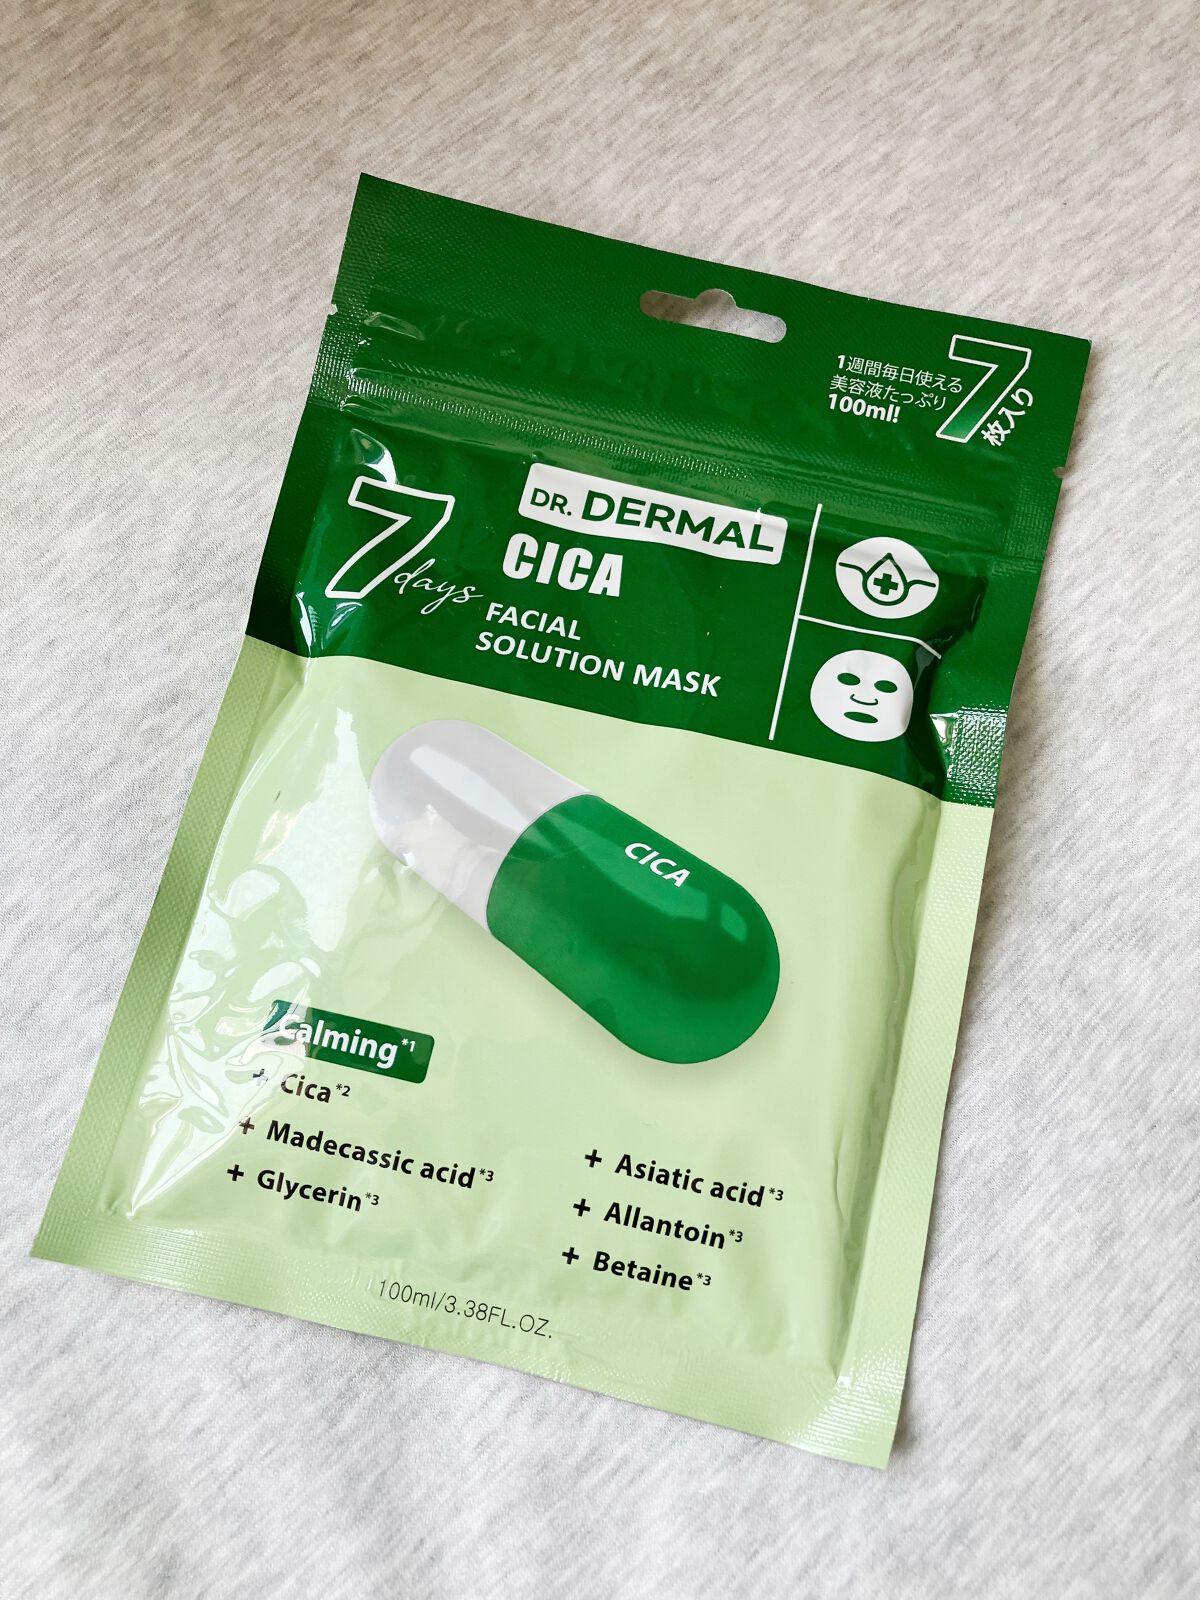 1週間毎日使える
美容液たっぷり
100ml!
7枚入り
7days
DR. DERMAL
CICA
FACIAL
SOLUTION MASK
CICA
Calming*1
+ Cica*2
+ Madecassic acid*3
+ Glycerin*3
+ Asiatic acid*3
+ Allantoin*3
+ Betaine*3
100ml/3.38FL.OZ.